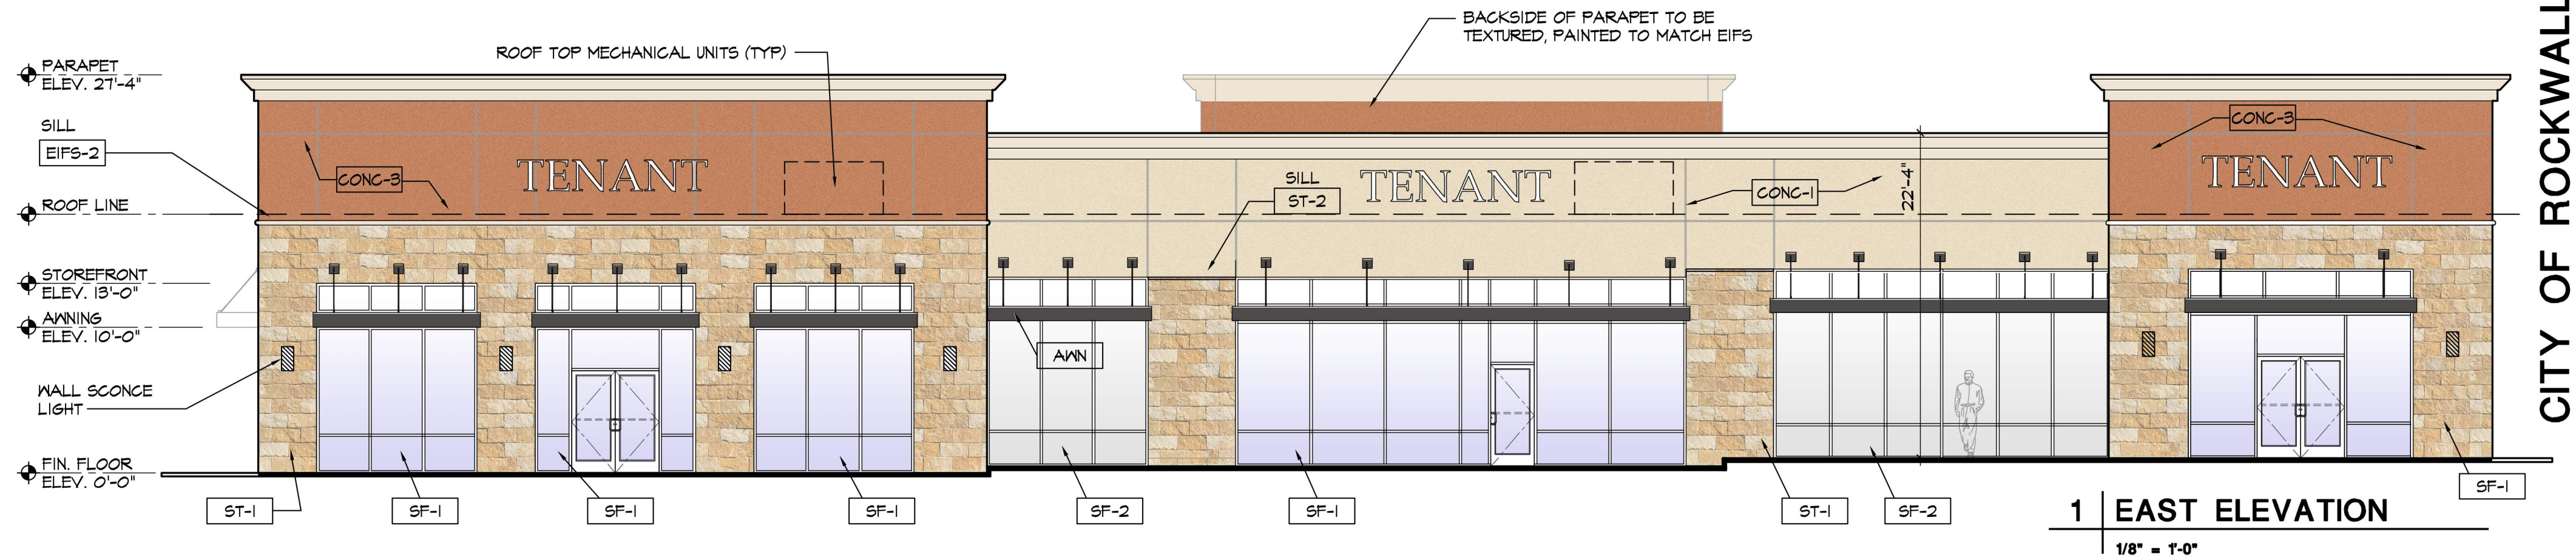 BACKSIDE OF PARAPET TO BE
TEXTURED, PAINTED TO MATCH EIFS
ROOF TOP MECHANICAL UNITS (TYP)
PARAPET
ELEV. 27'-4"
SILL
EIFS-2
CONC-3
TENANT
SILL
ST-2
TENANT
CONC-1
22'-4"
CONC-3
TENANT
ROOF LINE
STOREFRONT
ELEV. 13'-0"
AWNING
ELEV. 10'-0"
AWN
WALL SCONCE
LIGHT
FIN. FLOOR
ELEV. 0'-0"
ST-1
SF-1
SF-1
SF-1
SF-2
SF-1
ST-1
SF-2
SF-1
1 EAST ELEVATION
1/8" = 1'-0"
CITY OF ROCKWALL